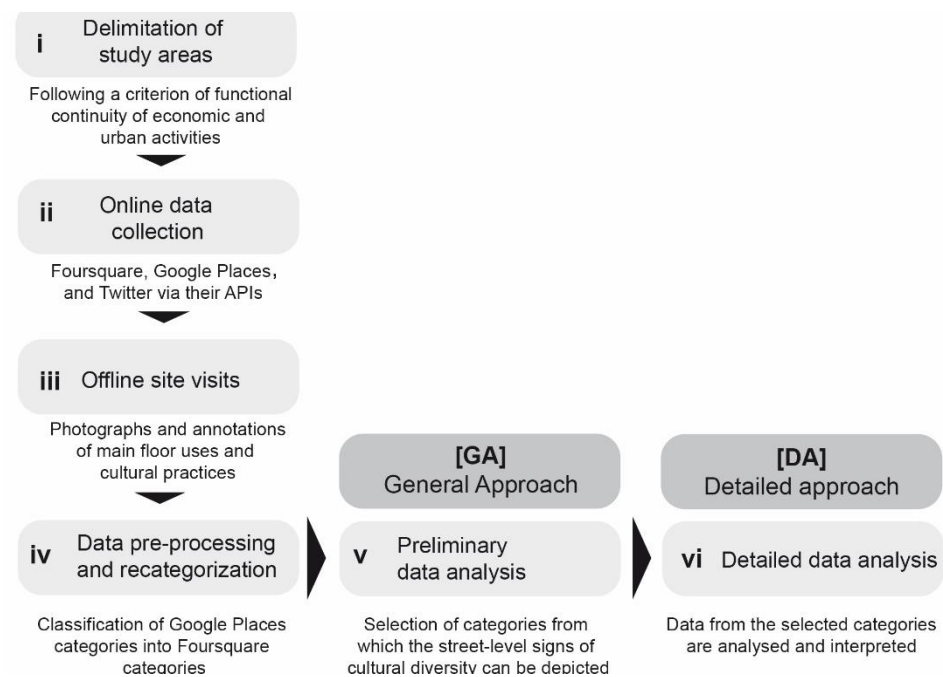 i Delimitation of
study areas
Following a criterion of functional
continuity of economic and
urban activities
ii Online data
collection
Foursquare, Google Places,
and Twitter via their APIs
iii Offline site visits
Photographs and annotations
of main floor uses and
cultural practices
iv Data pre-processing
and recategorization
Classification of Google Places
categories into Foursquare
categories
[GA]
General Approach
v Preliminary
data analysis
Selection of categories from
which the street-level signs of
cultural diversity can be depicted
[DA]
Detailed approach
vi Detailed data analysis
Data from the selected categories
are analysed and interpreted